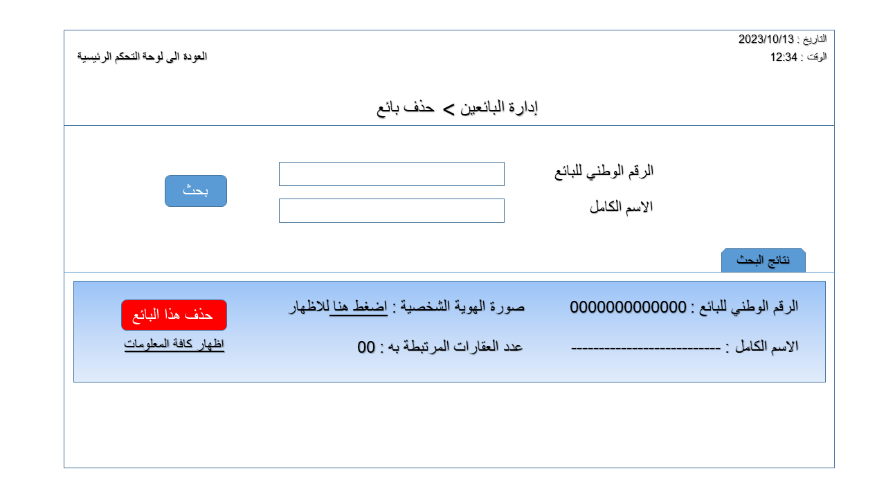 التاريخ : 2023/10/13
الوقت : 12:34
العودة الى لوحة التحكم الرئيسية
إدارة البائعين > حذف بائع
الرقم الوطني للبائع
الاسم الكامل
بحث
نتائج البحث
الرقم الوطني للبائع : 0000000000000 صورة الهوية الشخصية : اضغط هنا للاظهار
حذف هذا البائع
الاسم الكامل : --------------------------- عدد العقارات المرتبطة به : 00
اظهار كافة المعلومات